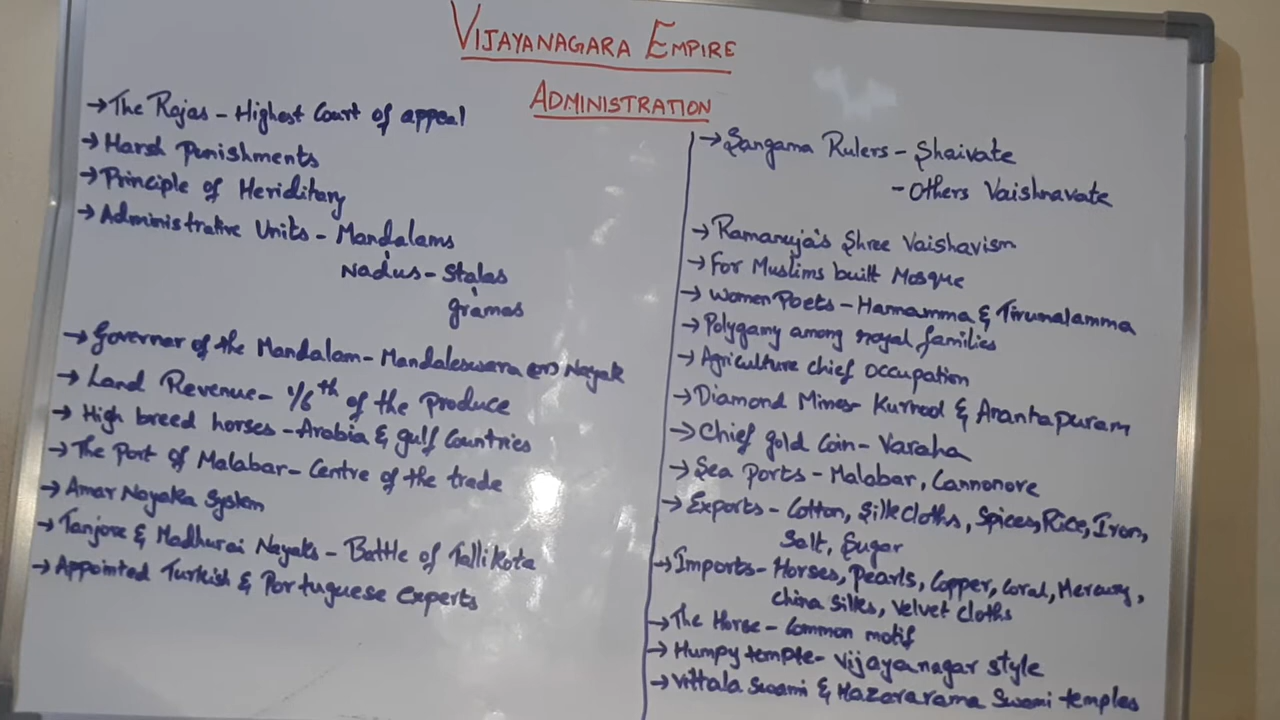 VIJAYANAGARA EMPIRE
ADMINISTRATION
→ The Rajas - Highest Court of appeal
→ Harsh Punishments
→ Principle of Heriditary
→ Administrative Units - Mandalams
Nadus - Stalas
gramas
→ Governor of the Mandalam - Mandaleswara (or) Nayak
→ Land Revenue - 1/6th of the Produce
→ High breed horses - Arabia & gulf Countries
→ The Port of Malabar - Centre of the trade
→ Amar Nayaka System
→ Tanjore & Madhurai Nayaks - Battle of Tallikota
→ Appointed Turkish & Portuguese Experts
→ Sangama Rulers - Shaivate
- Others Vaishnavate
→ Ramanuja's Shree Vaishavism
→ For Muslims built Mosque
→ Women Poets - Hannamma & Tirumalamma
→ Polygamy among royal families
→ Agriculture chief occupation
→ Diamond Mines - Kurnool & Anantapuram
→ Chief gold Coin - Varaha
→ Sea Ports - Malabar, Cannonore
→ Exports - Cotton, Silk Cloths, Spices, Rice, Iron,
Salt, Sugar
→ Imports - Horses, Pearls, Copper, Coral, Mercury,
China Silks, Velvet Cloths
→ The Horse - Common motif
→ Humpy temple - Vijayanagar style
→ Vittala Swami & Hazararama Swami temples